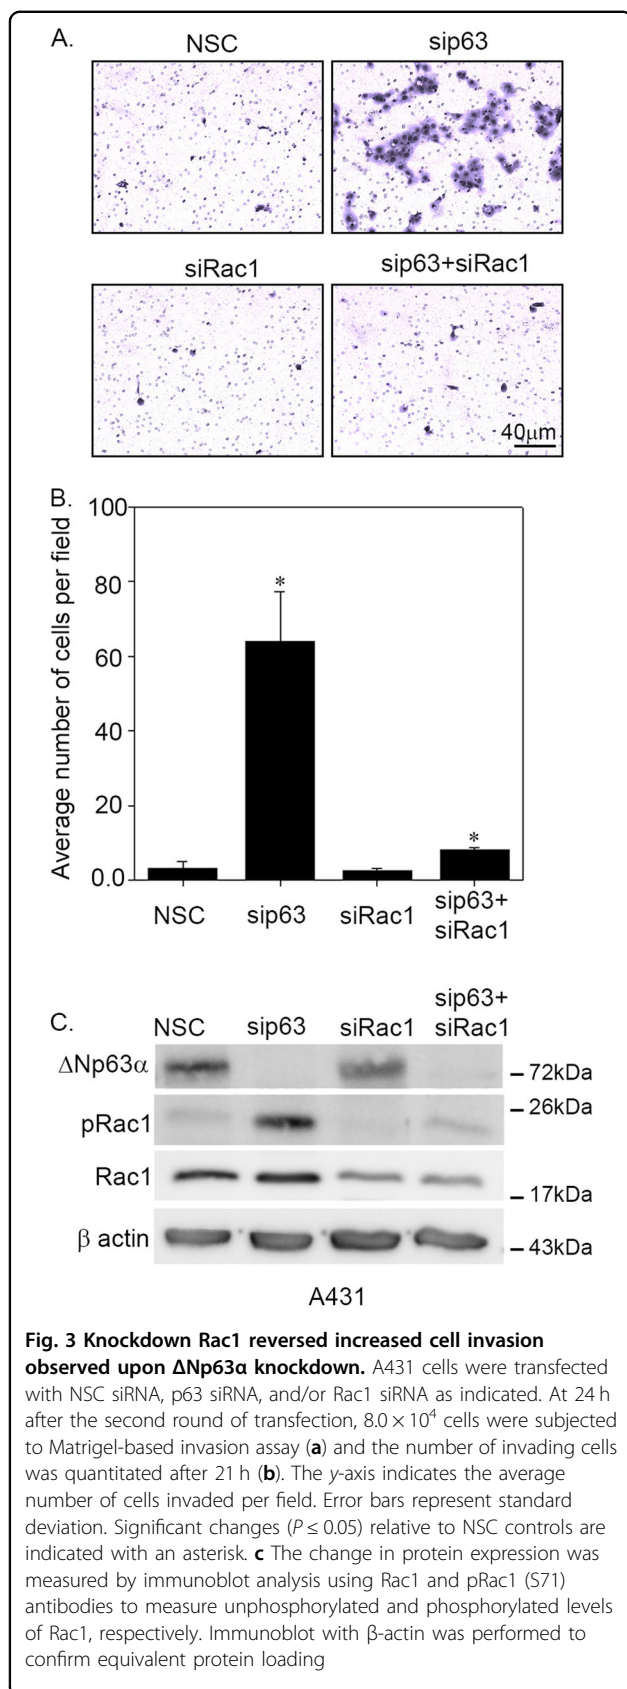 A.
NSC sip63
siRac1 sip63+siRac1
40μm
B.
Average number of cells per field
100
80
60
40
20
0.0
*
*
NSC sip63 siRac1 sip63+
siRac1
C.
NSC sip63 siRac1 sip63+
siRac1
ΔNp63α
72kDa
26kDa
pRac1
Rac1
17kDa
β actin
43kDa
A431
Fig. 3 Knockdown Rac1 reversed increased cell invasion
observed upon ΔNp63α knockdown. A431 cells were transfected
with NSC siRNA, p63 siRNA, and/or Rac1 siRNA as indicated. At 24 h
after the second round of transfection, 8.0 × 10⁴ cells were subjected
to Matrigel-based invasion assay (a) and the number of invading cells
was quantitated after 21 h (b). The y-axis indicates the average
number of cells invaded per field. Error bars represent standard
deviation. Significant changes (P ≤ 0.05) relative to NSC controls are
indicated with an asterisk. c The change in protein expression was
measured by immunoblot analysis using Rac1 and pRac1 (S71)
antibodies to measure unphosphorylated and phosphorylated levels
of Rac1, respectively. Immunoblot with β-actin was performed to
confirm equivalent protein loading